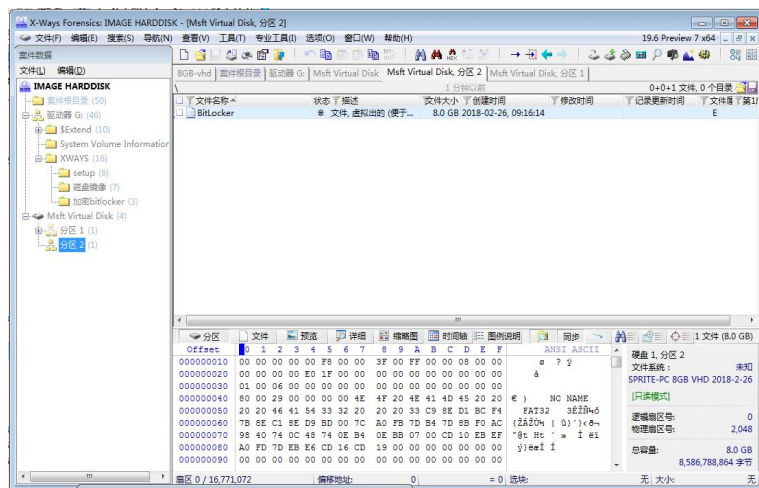 X-Ways Forensics: IMAGE HARDDISK - [Msft Virtual Disk, 分区 2]
文件(F) 编辑(E) 搜索(S) 导航(N) 查看(V) 工具(T) 专业工具(I) 选项(O) 窗口(W) 帮助(H) 19.6 Preview 7 x64
案件数据
文件(L) 编辑(D)
IMAGE HARDDISK
案件根目录 (50)
驱动器 G: (46)
$Extend (10)
System Volume Information
XWAYS (16)
setup (6)
磁盘镜像 (7)
加密bitlocker (3)
Msft Virtual Disk (4)
分区 1 (1)
分区 2 (1)
8GB-vhd 案件根目录 驱动器 G: Msft Virtual Disk Msft Virtual Disk, 分区 2 Msft Virtual Disk, 分区 1
\ 1 分钟以前 0+0+1 文件, 0 个目录
文件名称 状态 描述 文件大小 创建时间 修改时间 记录更新时间 文件属 第1
BitLocker 文件, 虚拟出的 (便于... 8.0 GB 2018-02-26, 09:16:14 E
分区 文件 预览 详细 缩略图 时间轴 图例说明 同步 1 文件 (8.0 GB)
Offset 0 1 2 3 4 5 6 7 8 9 A B C D E F ANSI ASCII
00000010 00 00 00 00 00 F8 00 00 3F 00 FF 00 00 08 00 00 ø ? ÿ
00000020 00 00 00 00 E0 1F 00 00 00 00 00 00 00 00 00 00 à
00000030 01 00 06 00 00 00 00 00 00 00 00 00 00 00 00 00
00000040 80 00 29 00 00 00 00 4E 4F 20 4E 41 4D 45 20 20 € ) NO NAME
00000050 20 20 46 41 54 33 32 20 20 20 33 C9 8E D1 BC F4 FAT32 3ÉŽÑ¼ô
00000060 7B 8E C1 8E D9 BD 00 7C A0 FB 7D B4 7D 8B F0 AC {ŽÁŽÙ½ | û}´}‹ð¬
00000070 98 40 74 0C 48 74 0E B4 0E BB 07 00 CD 10 EB EF ˜@t Ht ´ » Í ëï
00000080 A0 FD 7D EB E6 CD 16 CD 19 00 00 00 00 00 00 00 ý}ëæÍ Í
00000090 00 00 00 00 00 00 00 00 00 00 00 00 00 00 00 00
硬盘 1, 分区 2
文件系统： 未知
SPRITE-PC 8GB VHD 2018-2-26
[只读模式]
逻辑扇区号: 0
物理扇区号: 2,048
总容量: 8.0 GB
8,586,788,864 字节
扇区 0 / 16,771,072 偏移地址: 0 = 0 选块: 无 大小: 无